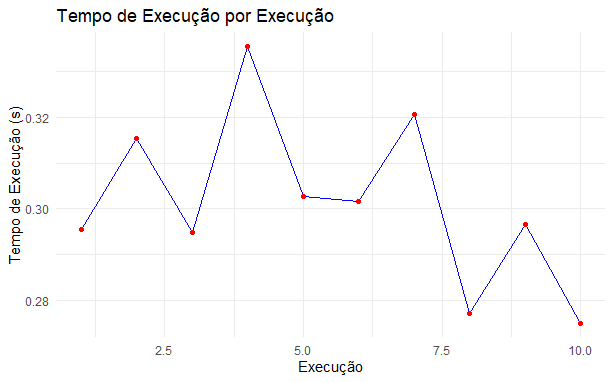 Tempo de Execução por Execução
Tempo de Execução (s)
0.32
0.30
0.28
2.5
5.0
7.5
10.0
Execução